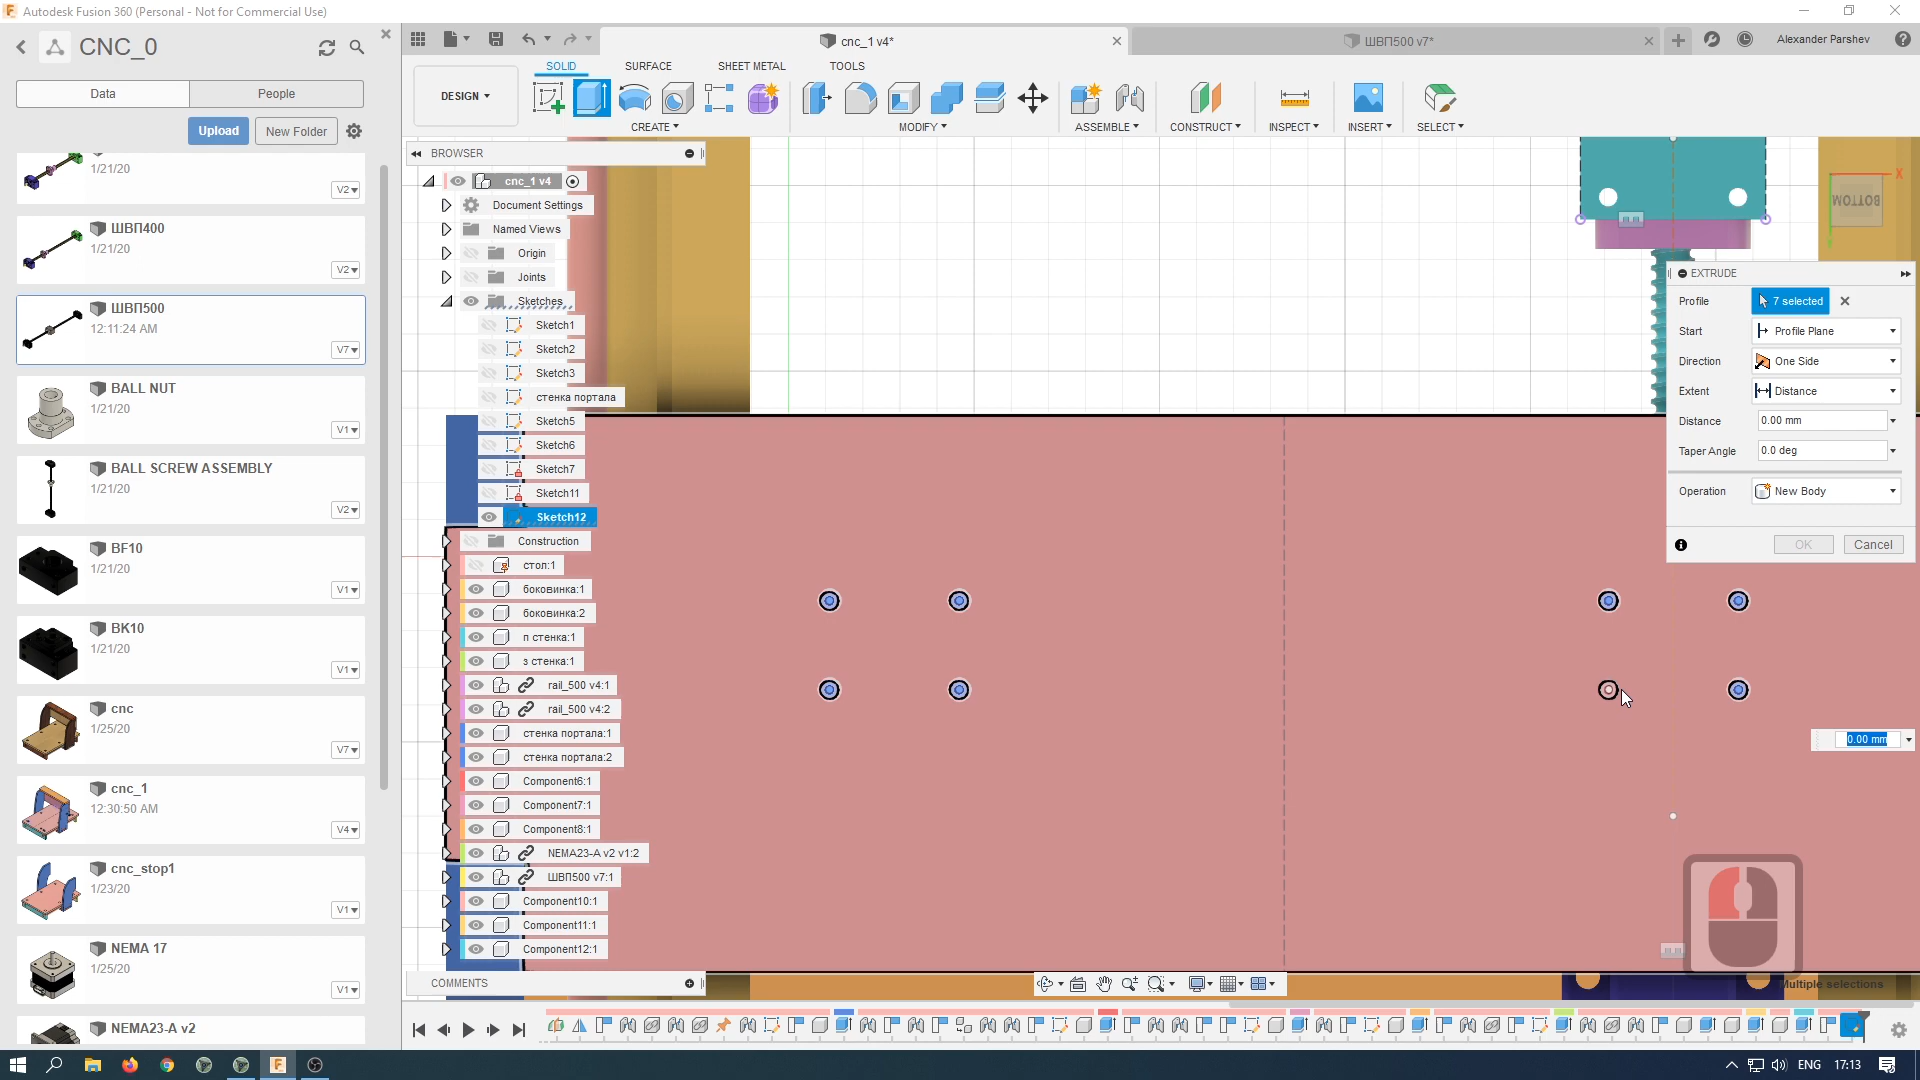 Autodesk Fusion 360 (Personal - Not for Commercial Use)
CNC_0
Data
People
Upload
New Folder
1/21/20
V2
ШВП400
1/21/20
V2
ШВП500
12:11:24 AM
V7
BALL NUT
1/21/20
V1
BALL SCREW ASSEMBLY
1/21/20
V2
BF10
1/21/20
V1
BK10
1/21/20
V1
cnc
1/25/20
V7
cnc_1
12:30:50 AM
V4
cnc_stop1
1/23/20
V1
NEMA 17
1/25/20
V1
NEMA23-A v2
cnc_1 v4*
ШВП500 v7*
Alexander Parshev
DESIGN
SOLID
SURFACE
SHEET METAL
TOOLS
CREATE
MODIFY
ASSEMBLE
CONSTRUCT
INSPECT
INSERT
SELECT
BROWSER
cnc_1 v4
Document Settings
Named Views
Origin
Joints
Sketches
Sketch1
Sketch2
Sketch3
стенка портала
Sketch5
Sketch6
Sketch7
Sketch11
Sketch12
Construction
стол:1
боковинка:1
боковинка:2
п стенка:1
з стенка:1
rail_500 v4:1
rail_500 v4:2
стенка портала:1
стенка портала:2
Component6:1
Component7:1
Component8:1
NEMA23-A v2 v1:2
ШВП500 v7:1
Component10:1
Component11:1
Component12:1
COMMENTS
X
BOTTOM
EXTRUDE
Profile
7 selected
Start
Profile Plane
Direction
One Side
Extent
Distance
Distance
0.00 mm
Taper Angle
0.0 deg
Operation
New Body
OK
Cancel
0.00 mm
Multiple selections
ENG
17:13